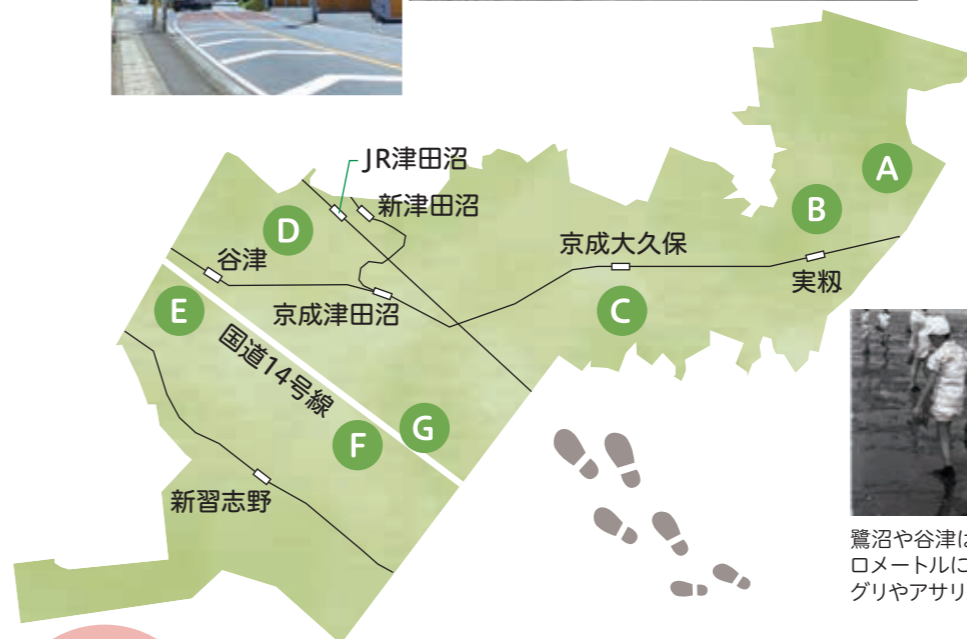 JR津田沼
新津田沼
A
B
D
京成大久保
谷津
実籾
京成津田沼
C
E
国道14号線
G
F
新習志野
鷺沼や谷津は
ロメートルに
グリやアサリ